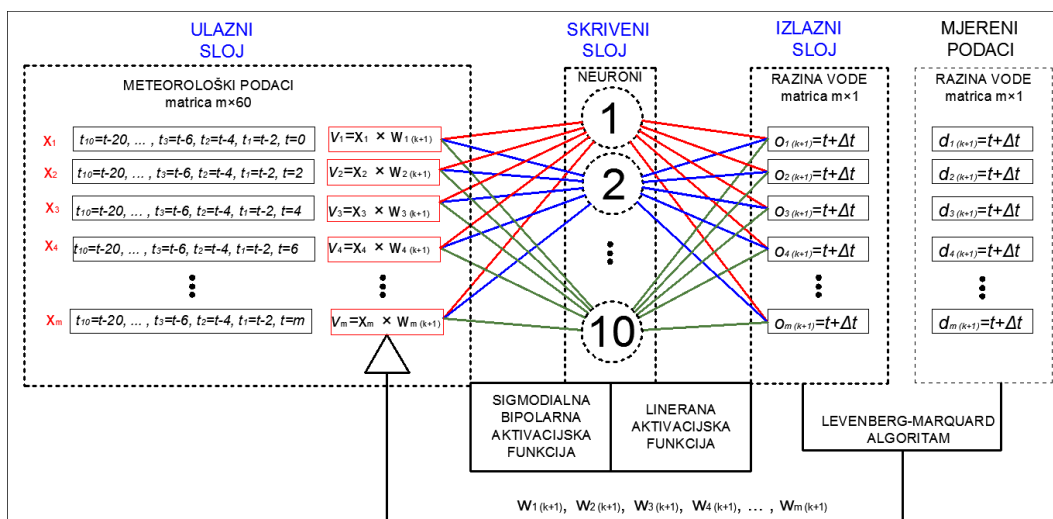 ULAZNI
SLOJ
SKRIVENI
SLOJ
IZLAZNI
SLOJ
MJERENI
PODACI
METEOROLOŠKI PODACI
matrica m×60
NEURONI
RAZINA VODE
matrica m×1
RAZINA VODE
matrica m×1
X₁ t₁₀=t-20, ... , t₃=t-6, t₂=t-4, t₁=t-2, t=0 V₁=X₁ × W₁ (k+1) 1 O₁ (k+1)=t+Δt d₁ (k+1)=t+Δt
X₂ t₁₀=t-20, ... , t₃=t-6, t₂=t-4, t₁=t-2, t=2 V₂=X₂ × W₂ (k+1) 2 O₂ (k+1)=t+Δt d₂ (k+1)=t+Δt
X₃ t₁₀=t-20, ... , t₃=t-6, t₂=t-4, t₁=t-2, t=4 V₃=X₃ × W₃ (k+1) O₃ (k+1)=t+Δt d₃ (k+1)=t+Δt
X₄ t₁₀=t-20, ... , t₃=t-6, t₂=t-4, t₁=t-2, t=6 V₄=X₄ × W₄ (k+1) O₄ (k+1)=t+Δt d₄ (k+1)=t+Δt
Xₘ t₁₀=t-20, ... , t₃=t-6, t₂=t-4, t₁=t-2, t=m Vₘ=Xₘ × Wₘ (k+1) 10 Oₘ (k+1)=t+Δt dₘ (k+1)=t+Δt
SIGMODIALNA
BIPOLARNA
AKTIVACIJSKA
FUNKCIJA
LINERANA
AKTIVACIJSKA
FUNKCIJA
LEVENBERG-MARQUARD
ALGORITAM
W₁ (k+1), W₂ (k+1), W₃ (k+1), W₄ (k+1), ... , Wₘ (k+1)